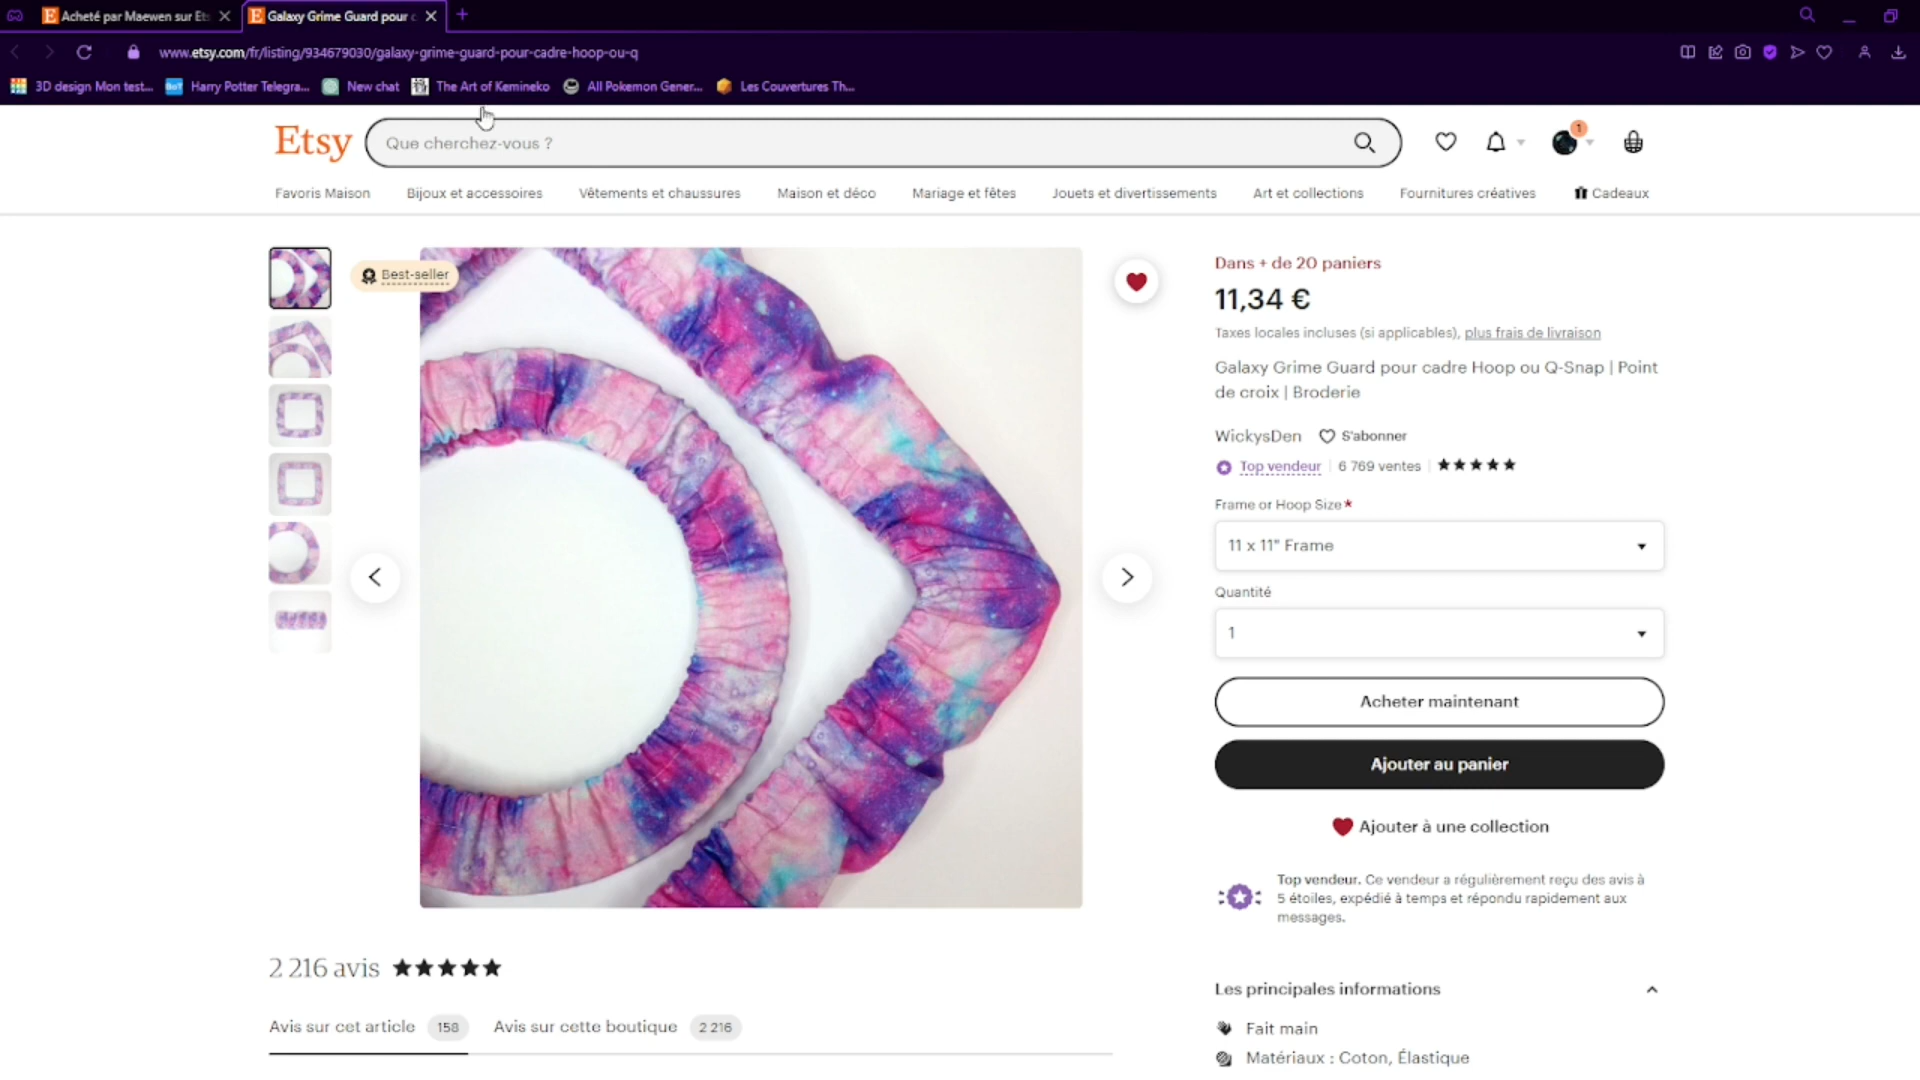 Acheté par Maewen sur Et
Galaxy Grime Guard pour c
www.etsy.com/fr/listing/934679030/galaxy-grime-guard-pour-cadre-hoop-ou-q
3D design Mon test...
Harry Potter Telegra...
New chat
The Art of Kemineko
All Pokemon Gener...
Les Couvertures Th...
Etsy
Que cherchez-vous ?
1
Favoris Maison
Bijoux et accessoires
Vêtements et chaussures
Maison et déco
Mariage et fêtes
Jouets et divertissements
Art et collections
Fournitures créatives
Cadeaux
Best-seller
Dans + de 20 paniers
11,34 €
Taxes locales incluses (si applicables), plus frais de livraison
Galaxy Grime Guard pour cadre Hoop ou Q-Snap | Point
de croix | Broderie
WickysDen
S'abonner
Top vendeur | 6 769 ventes | ★★★★★
Frame or Hoop Size*
11 x 11" Frame
Quantité
1
Acheter maintenant
Ajouter au panier
Ajouter à une collection
Top vendeur. Ce vendeur a régulièrement reçu des avis à
5 étoiles, expédié à temps et répondu rapidement aux
messages.
2 216 avis ★★★★★
Avis sur cet article 158
Avis sur cette boutique 2 216
Les principales informations
Fait main
Matériaux : Coton, Élastique